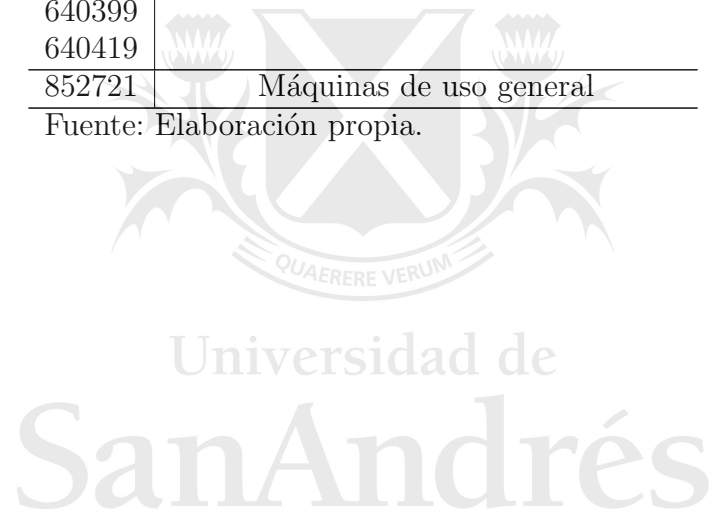 640399
640419
852721 Máquinas de uso general
Fuente: Elaboración propia.
QUAERERE VERUM
Universidad de
SanAndrés